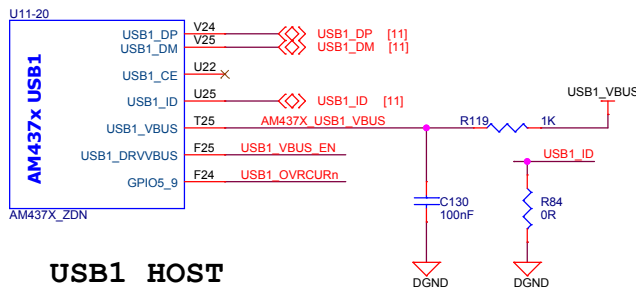 U11-20
AM437x USB1
USB1_DP V24 USB1_DP [11]
USB1_DM V25 USB1_DM [11]
USB1_CE U22
USB1_ID U25 USB1_ID [11]
USB1_VBUS T25 AM437X_USB1_VBUS R119 1K USB1_VBUS
USB1_DRVVBUS F25 USB1_VBUS_EN USB1_ID
GPIO5_9 F24 USB1_OVRCURn
AM437X_ZDN
C130
100nF
R84
0R
USB1 HOST
DGND DGND